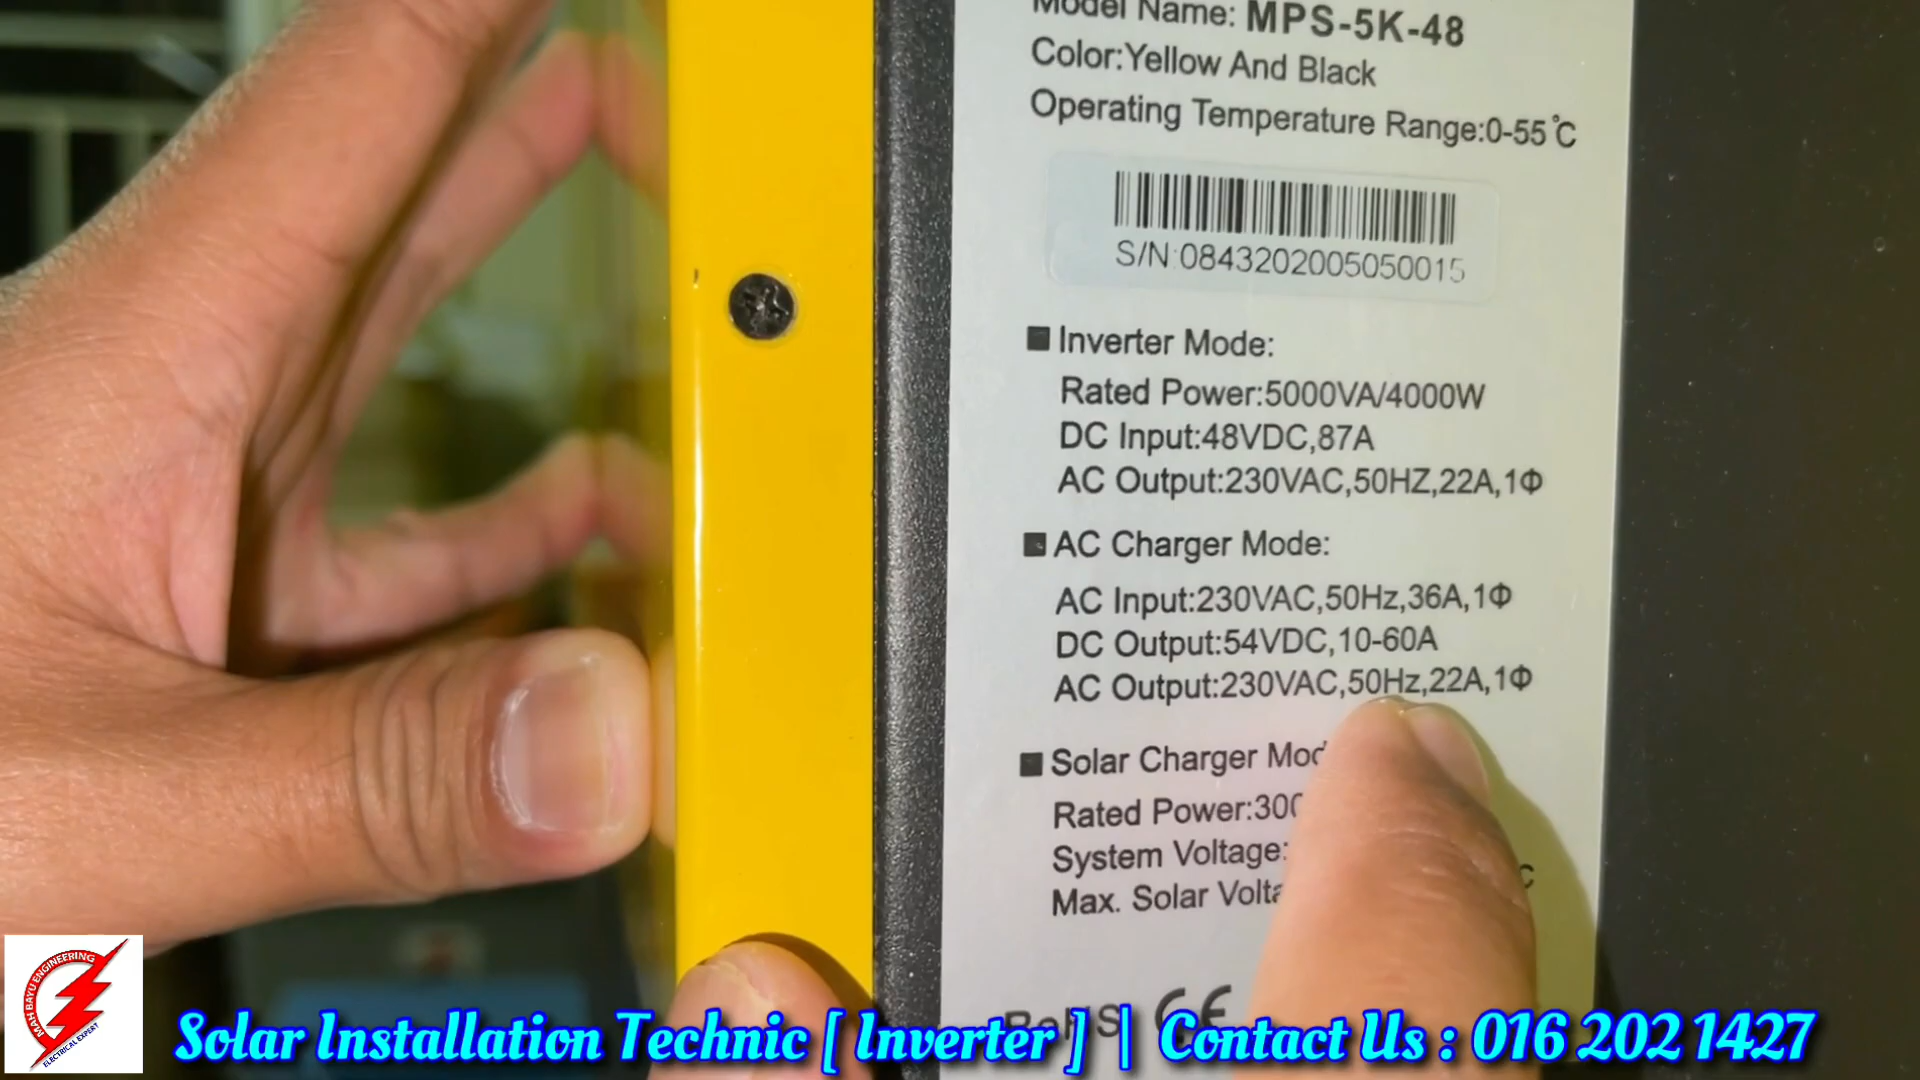 Model Name: MPS-5K-48
Color:Yellow And Black
Operating Temperature Range:0-55℃
S/N:0843202005050015
■ Inverter Mode:
Rated Power:5000VA/4000W
DC Input:48VDC,87A
AC Output:230VAC,50HZ,22A,1Φ
■ AC Charger Mode:
AC Input:230VAC,50Hz,36A,1Φ
DC Output:54VDC,10-60A
AC Output:230VAC,50Hz,22A,1Φ
■ Solar Charger
Rated Power:
System Voltage:
Max. Solar
RoHS CE
MAH BAYU ENGINEERING
ELECTRICAL EXPERT
Solar Installation Technic [ Inverter ] | Contact Us : 016 202 1427